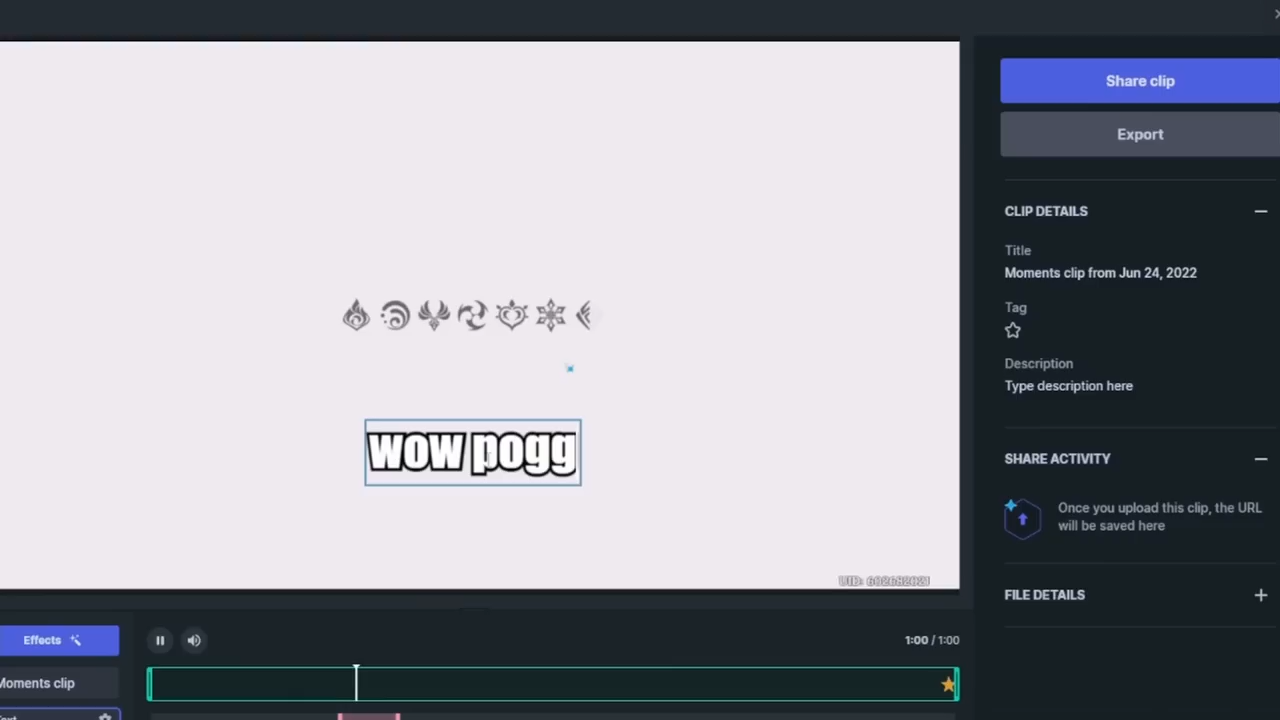 Share clip
Export
CLIP DETAILS
Title
Moments clip from Jun 24, 2022
Tag
Description
Type description here
wow pogg
SHARE ACTIVITY
Once you upload this clip, the URL
will be saved here
UID:
FILE DETAILS
Effects
1:00 / 1:00
Moments clip